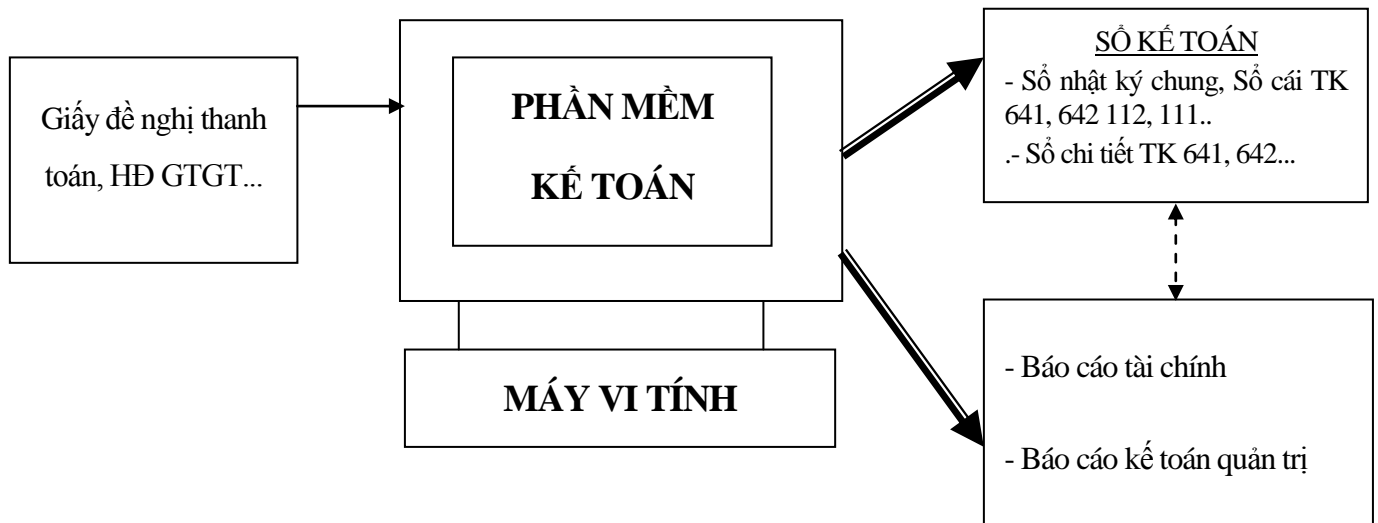 Giấy đề nghị thanh
toán, HĐ GTGT...
PHẦN MỀM
KẾ TOÁN
MÁY VI TÍNH
SỔ KẾ TOÁN
- Sổ nhật ký chung, Sổ cái TK
641, 642 112, 111..
.- Sổ chi tiết TK 641, 642...
- Báo cáo tài chính
- Báo cáo kế toán quản trị